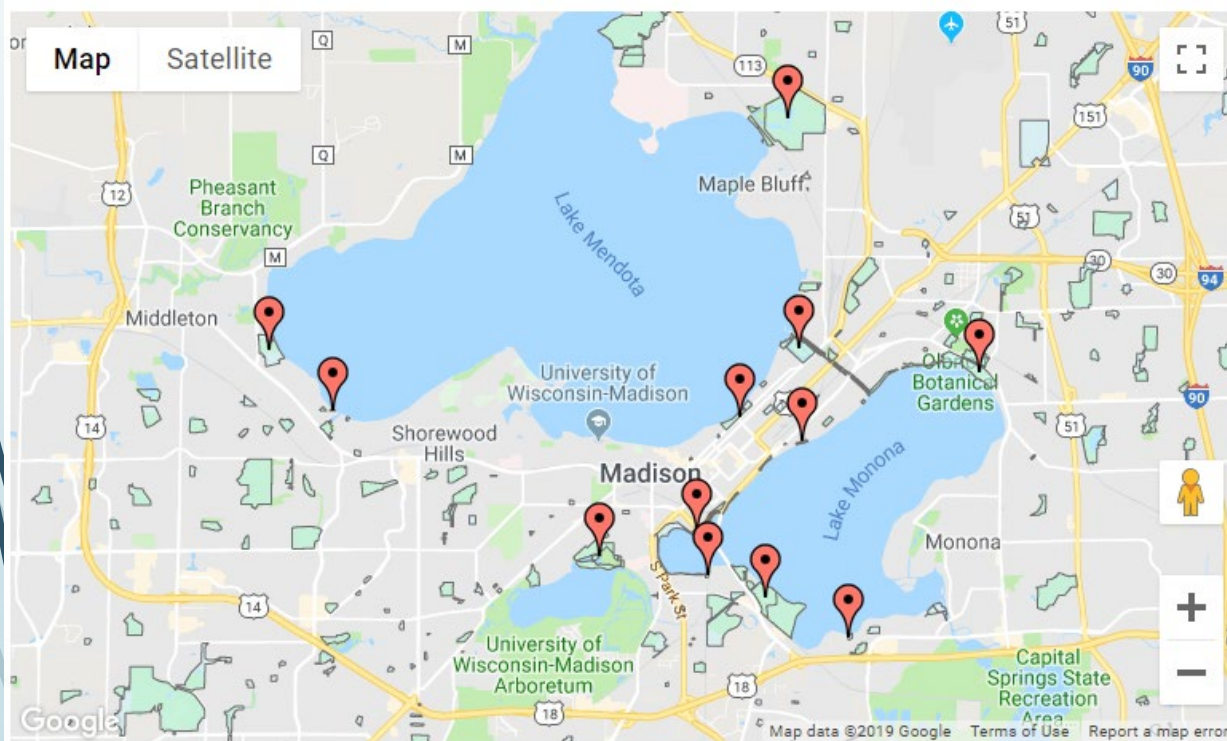 Map
Satellite
Q
M
113
51
90
151
Q
M
12
Pheasant
Branch
Conservancy
Maple Bluff
Lake Mendota
51
M
30
30
94
Middleton
University of
Wisconsin-Madison
Botanical
Gardens
90
14
51
Shorewood
Hills
Madison
Lake Monona
Monona
S Park St
14
University of
Wisconsin-Madison
Arboretum
18
18
Capital
Springs State
Recreation
Area...
Google
Map data ©2019 Google
Terms of Use
Report a map error